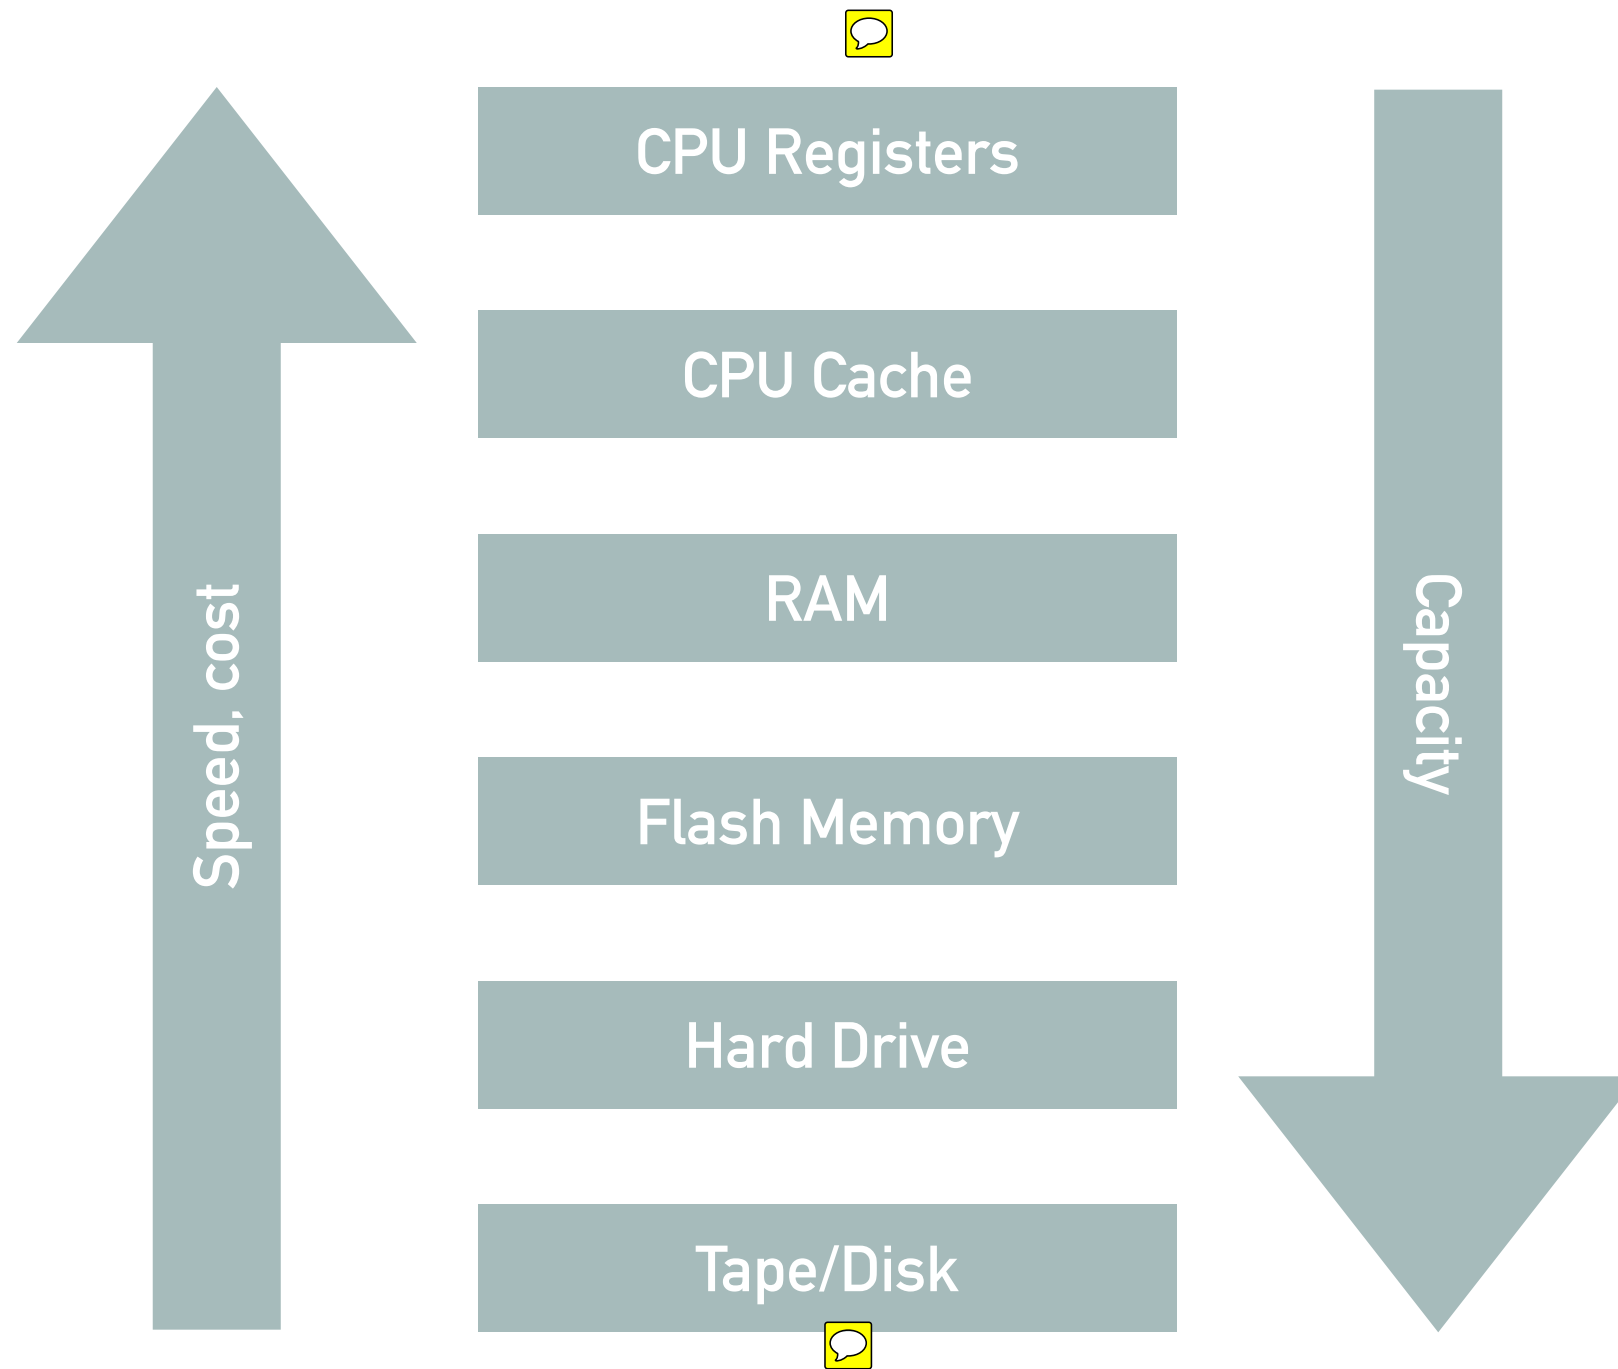 CPU Registers
CPU Cache
RAM
Flash Memory
Hard Drive
Tape/Disk
Speed, cost
Capacity